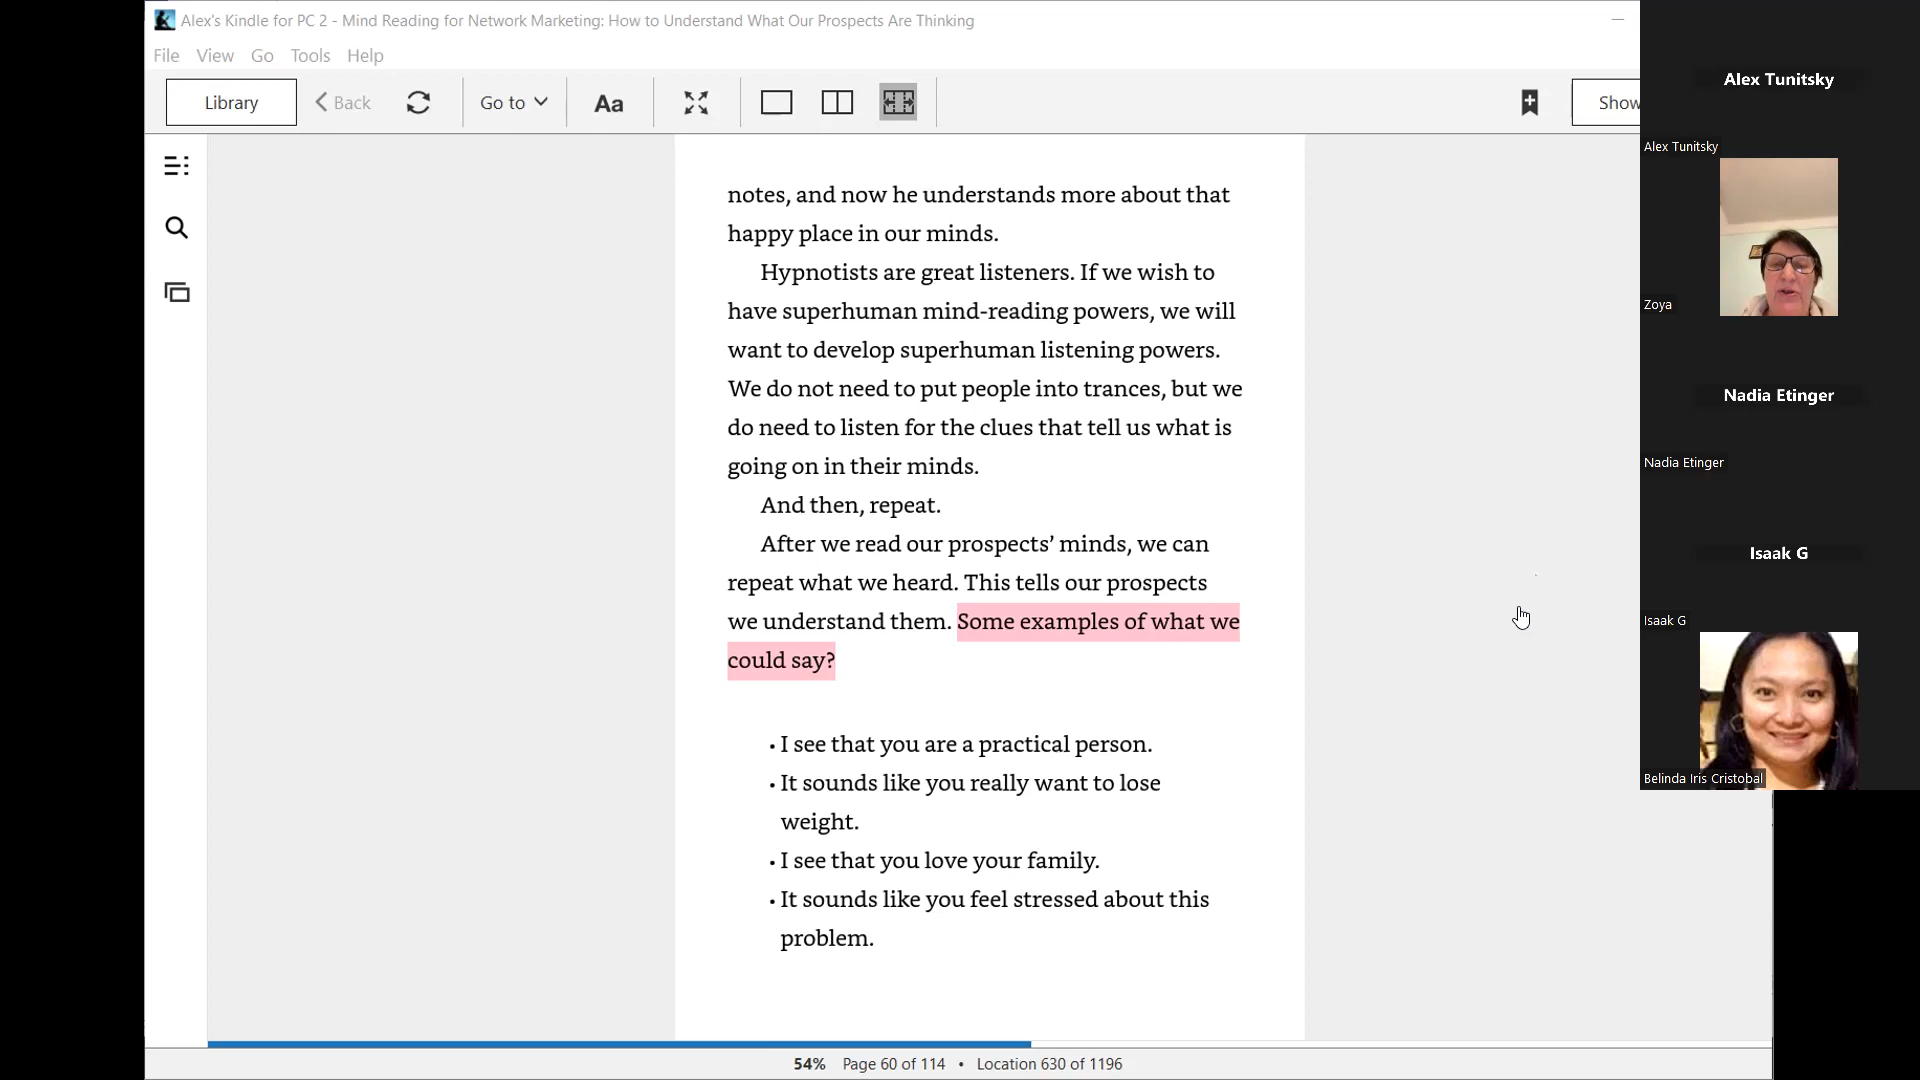 Alex's Kindle for PC 2 - Mind Reading for Network Marketing: How to Understand What Our Prospects Are Thinking
File View Go Tools Help
Library Back Go to Aa Show
notes, and now he understands more about that
happy place in our minds.
Hypnotists are great listeners. If we wish to
have superhuman mind-reading powers, we will
want to develop superhuman listening powers.
We do not need to put people into trances, but we
do need to listen for the clues that tell us what is
going on in their minds.
And then, repeat.
After we read our prospects’ minds, we can
repeat what we heard. This tells our prospects
we understand them. Some examples of what we
could say?
• I see that you are a practical person.
• It sounds like you really want to lose
weight.
• I see that you love your family.
• It sounds like you feel stressed about this
problem.
54% Page 60 of 114 • Location 630 of 1196
Alex Tunitsky
Alex Tunitsky
Zoya
Nadia Etinger
Nadia Etinger
Isaak G
Isaak G
Belinda Iris Cristobal